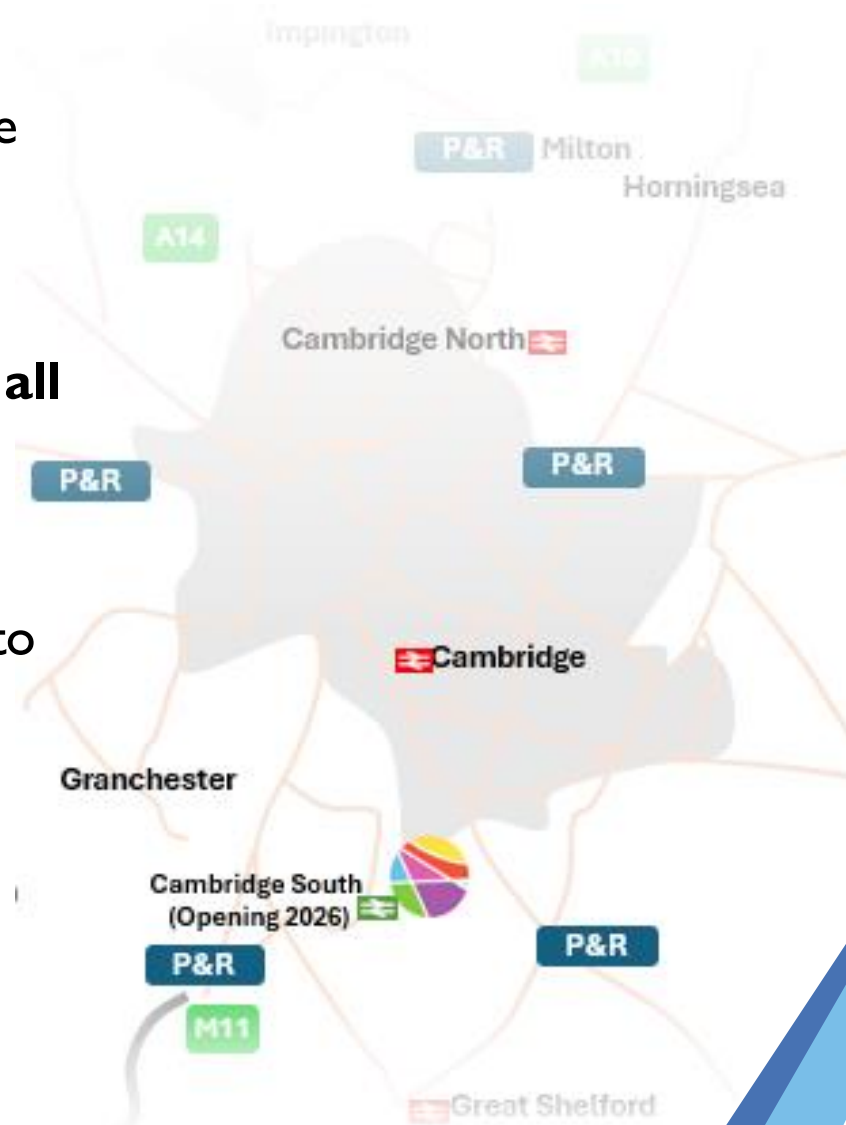 Impington
A10
e
P&R Milton
Horningsea
A14
Cambridge North
all
P&R
P&R
to
Cambridge
Granchester
Cambridge South
(Opening 2026)
P&R
P&R
M11
Great Shelford